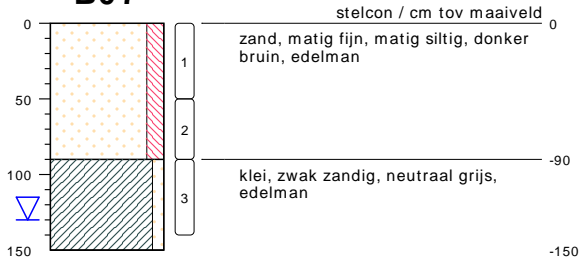 stelcon / cm tov maaiveld
0
0
zand, matig fijn, matig siltig, donker
bruin, edelman
1
50
2
-90
100
klei, zwak zandig, neutraal grijs,
edelman
3
150
-150